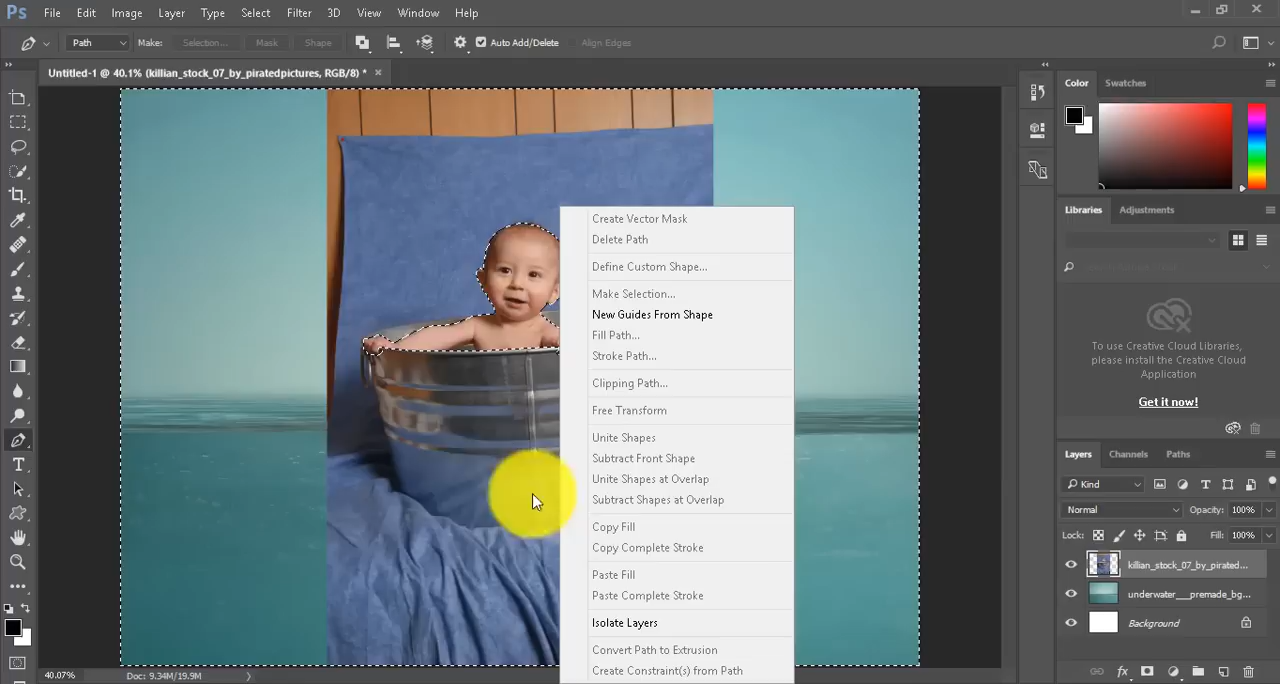 Ps File Edit Image Layer Type Select Filter 3D View Window Help
Path Make: Selection... Mask Shape Auto Add/Delete Align Edges
Untitled-1 @ 40.1% (killian_stock_07_by_piratedpictures, RGB/8) * ×
Color Swatches
Libraries Adjustments
To use Creative Cloud Libraries,
please install the Creative Cloud
Application
Get it now!
Layers Channels Paths
Kind
Normal Opacity: 100%
Lock: Fill: 100%
killian_stock_07_by_pirated...
underwater___premade_bg...
Background
Create Vector Mask
Delete Path
Define Custom Shape...
Make Selection...
New Guides From Shape
Fill Path...
Stroke Path...
Clipping Path...
Free Transform
Unite Shapes
Subtract Front Shape
Unite Shapes at Overlap
Subtract Shapes at Overlap
Copy Fill
Copy Complete Stroke
Paste Fill
Paste Complete Stroke
Isolate Layers
Convert Path to Extrusion
Create Constraint(s) from Path
40.07% Doc: 9.34M/19.9M